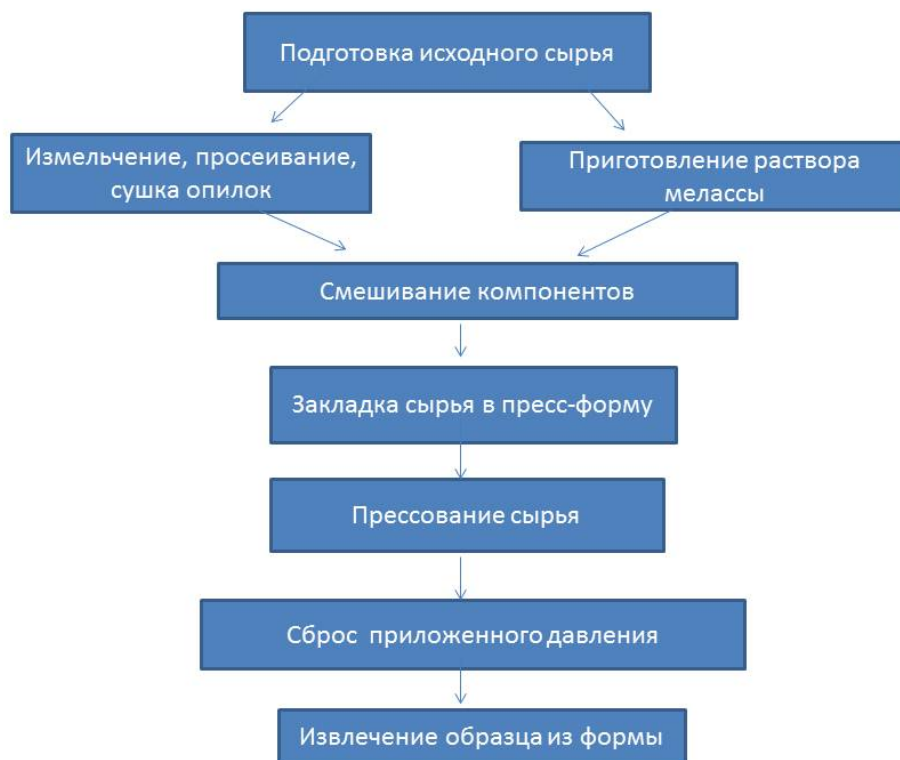 Подготовка исходного сырья
Измельчение, просеивание,
сушка опилок
Приготовление раствора
мелассы
Смешивание компонентов
Закладка сырья в пресс-форму
Прессование сырья
Сброс приложенного давления
Извлечение образца из формы